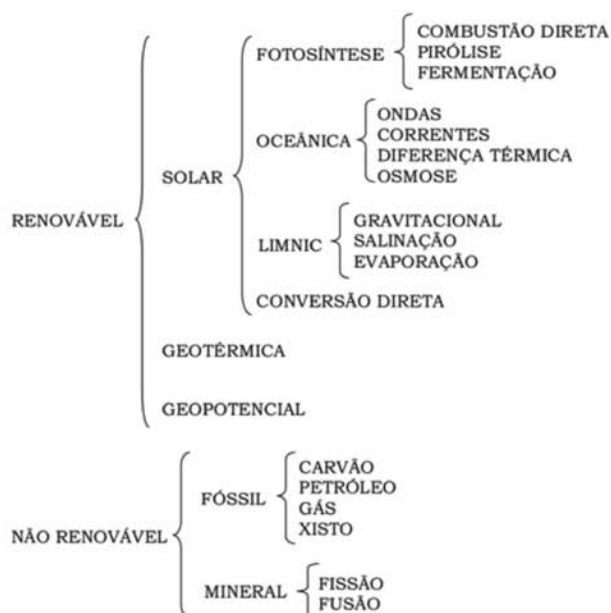 COMBUSTÃO DIRETA
FOTOSÍNTESE
PIRÓLISE
FERMENTAÇÃO
ONDAS
CORRENTES
OCEÂNICA
DIFERENÇA TÉRMICA
OSMOSE
SOLAR
RENOVÁVEL
GRAVITACIONAL
LIMNIC
SALINAÇÃO
EVAPORAÇÃO
CONVERSÃO DIRETA
GEOTÉRMICA
GEOPOTENCIAL
CARVÃO
FÓSSIL
PETRÓLEO
GÁS
XISTO
NÃO RENOVÁVEL
MINERAL
FISSÃO
FUSÃO